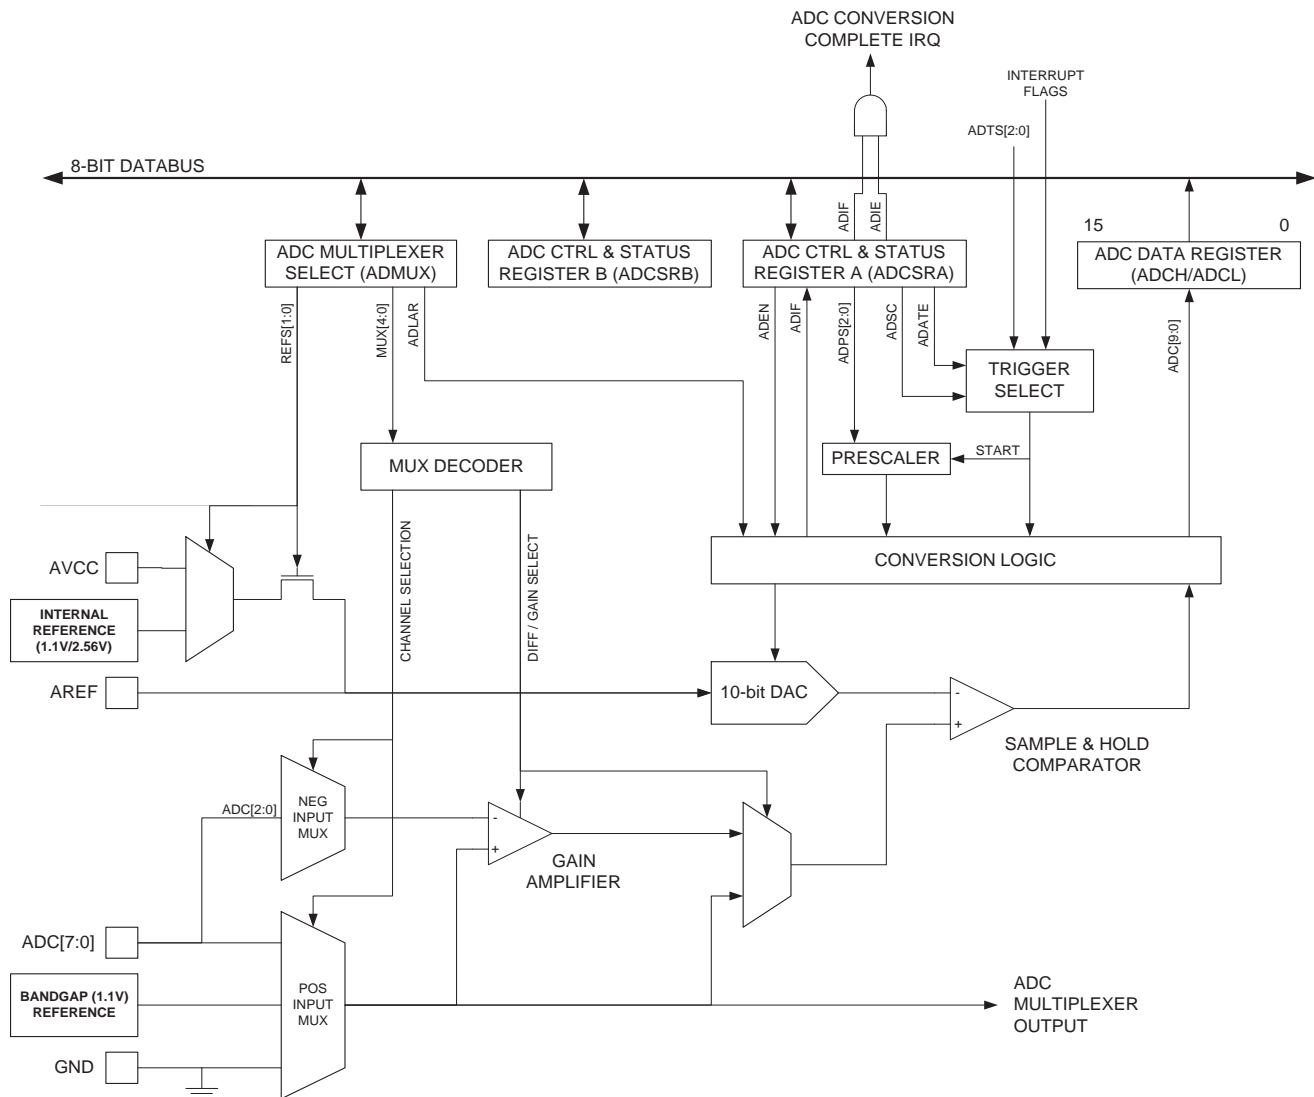 ADC CONVERSION
COMPLETE IRQ
INTERRUPT
FLAGS
ADTS[2:0]
8-BIT DATABUS
ADIF
ADIE
15
0
ADC MULTIPLEXER
SELECT (ADMUX)
ADC CTRL & STATUS
REGISTER B (ADCSRB)
ADC CTRL & STATUS
REGISTER A (ADCSRA)
ADC DATA REGISTER
(ADCH/ADCL)
REFS[1:0]
MUX[4:0]
ADLAR
ADEN
ADIF
ADPS[2:0]
ADSC
ADATE
ADC[9:0]
TRIGGER
SELECT
MUX DECODER
PRESCALER
START
CHANNEL SELECTION
DIFF / GAIN SELECT
CONVERSION LOGIC
AVCC
INTERNAL
REFERENCE
(1.1V/2.56V)
AREF
10-bit DAC
-
+
SAMPLE & HOLD
COMPARATOR
ADC[2:0]
NEG
INPUT
MUX
-
+
GAIN
AMPLIFIER
ADC[7:0]
BANDGAP (1.1V)
REFERENCE
POS
INPUT
MUX
ADC
MULTIPLEXER
OUTPUT
GND